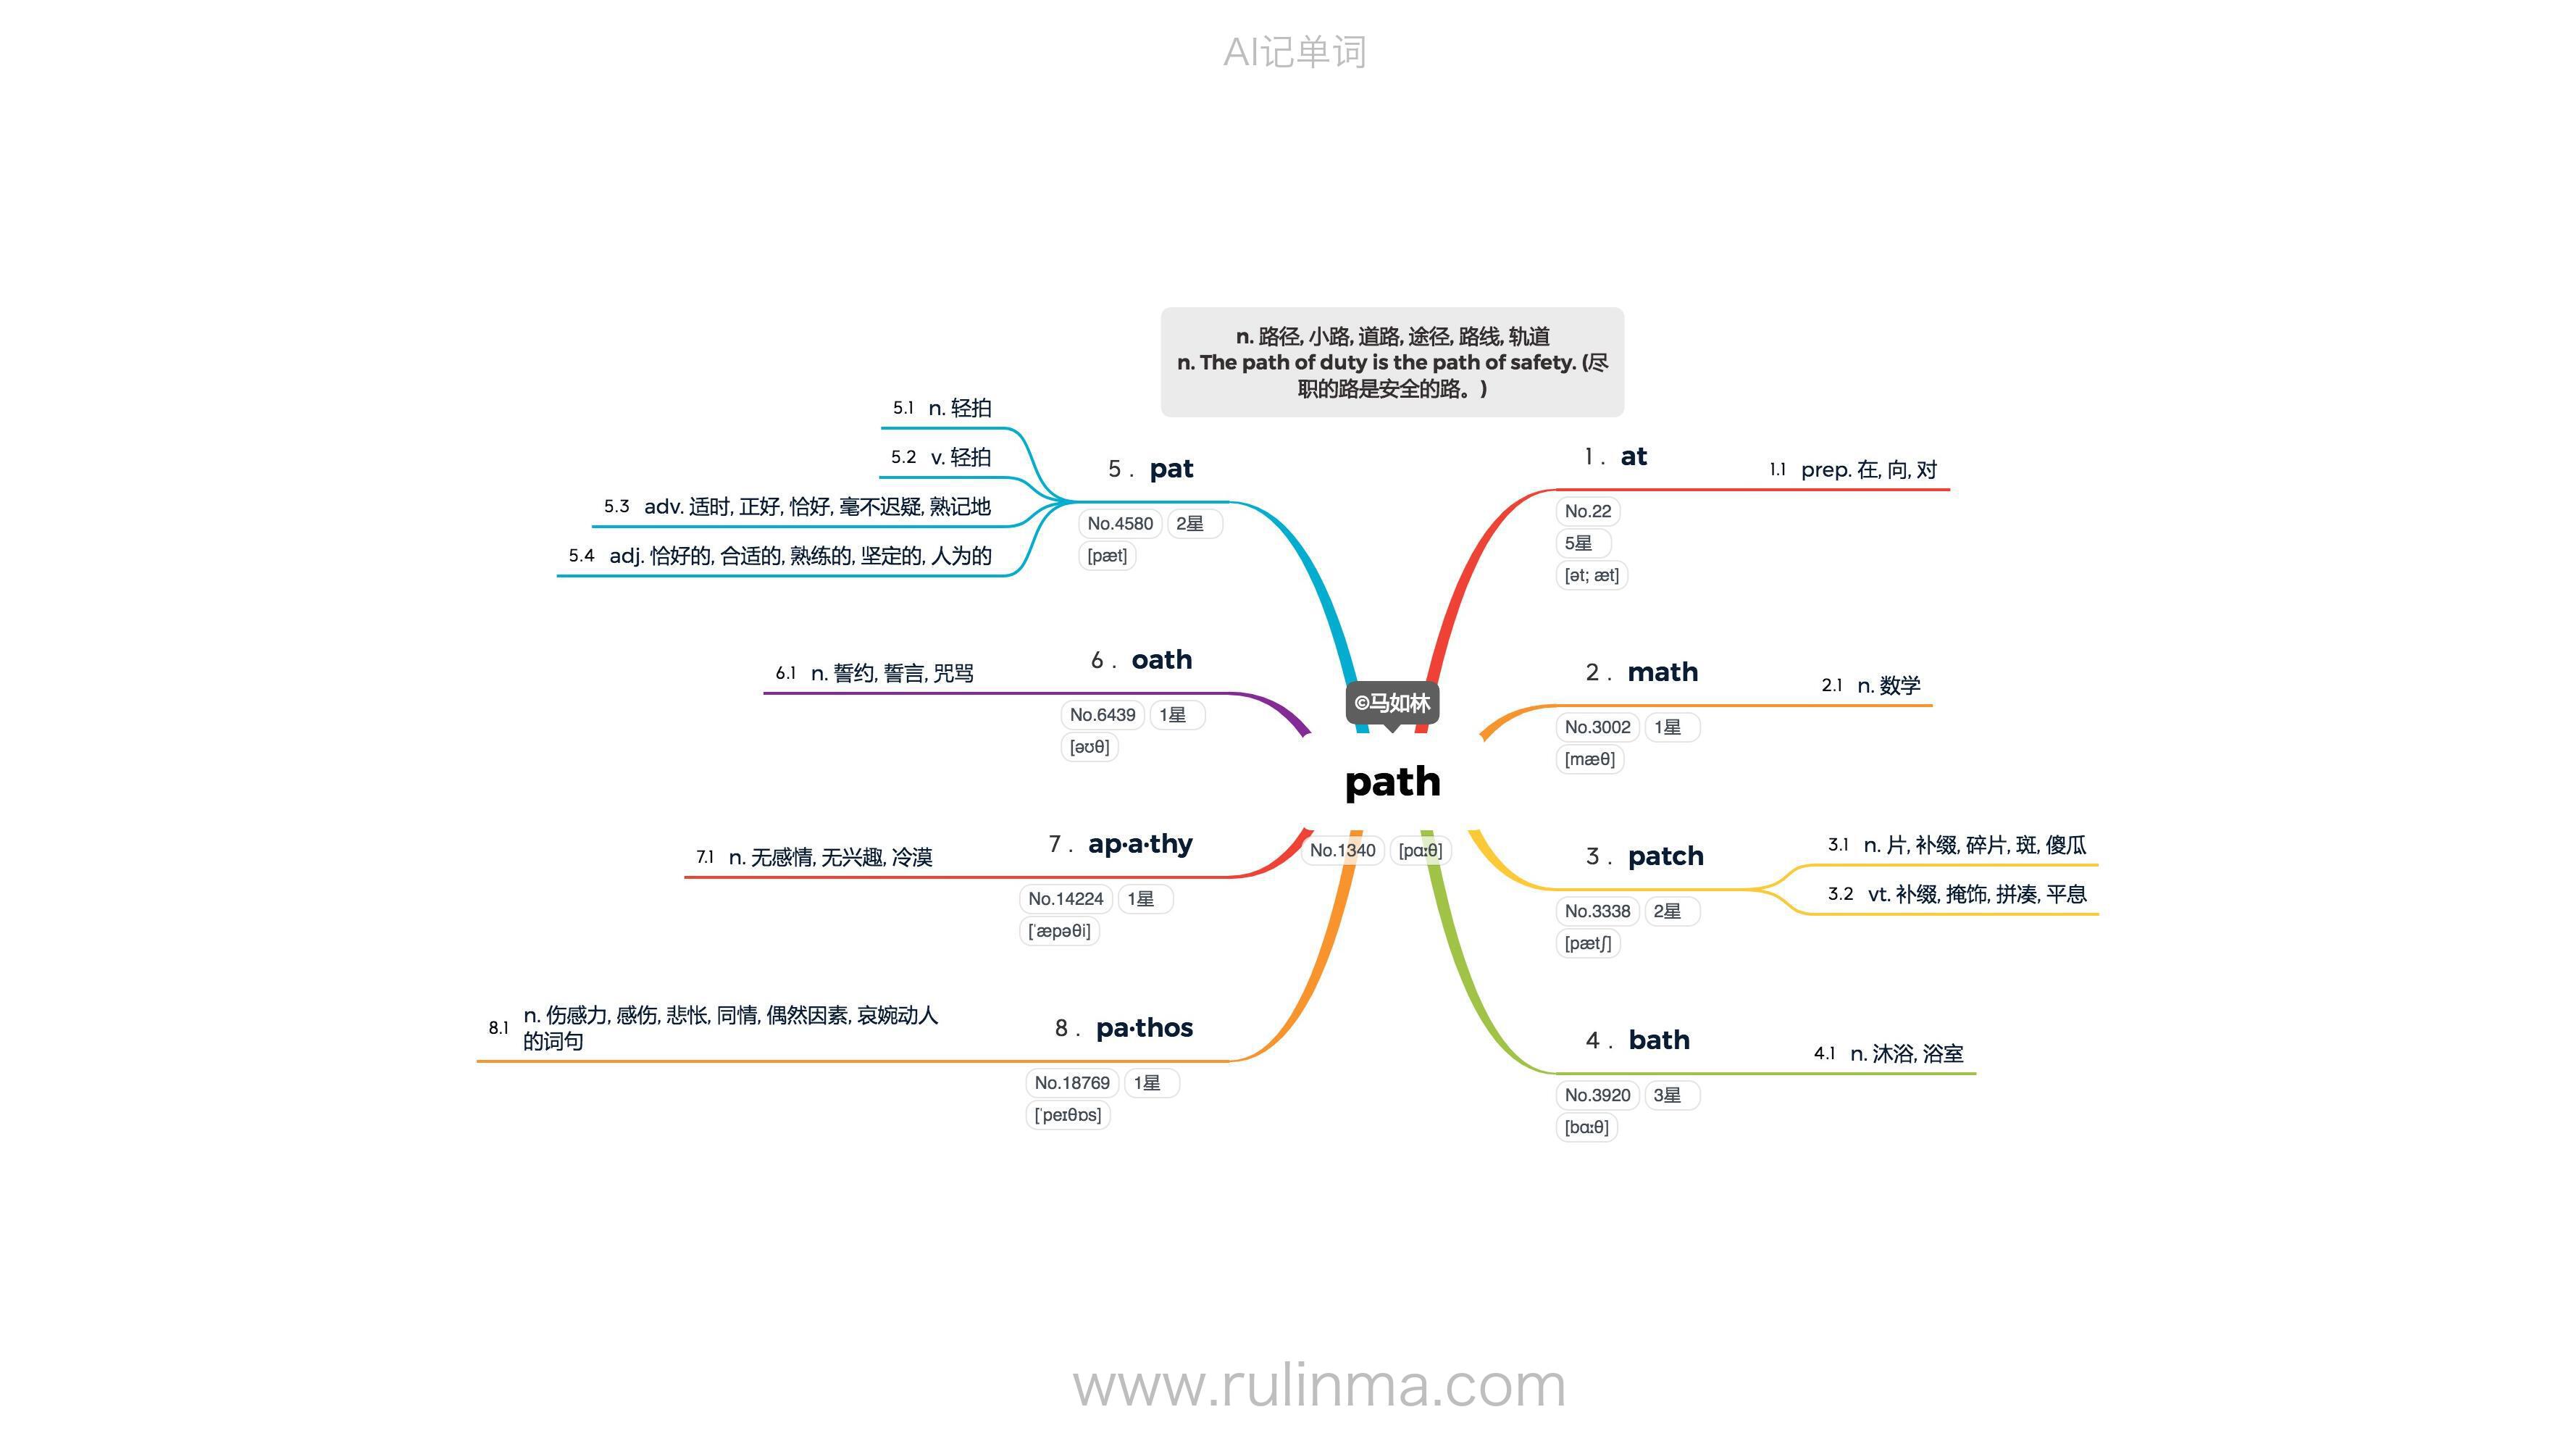 AI记单词
n. 路径, 小路, 道路, 途径, 路线, 轨道
n. The path of duty is the path of safety. (尽
职的路是安全的路。)
©马如林
path
No.1340 [pɑːθ]
1 . at
No.22
5星
[ət; æt]
1.1 prep. 在, 向, 对
2 . math
No.3002 1星
[mæθ]
2.1 n. 数学
3 . patch
No.3338 2星
[pætʃ]
3.1 n. 片, 补缀, 碎片, 斑, 傻瓜
3.2 vt. 补缀, 掩饰, 拼凑, 平息
4 . bath
No.3920 3星
[bɑːθ]
4.1 n. 沐浴, 浴室
5 . pat
No.4580 2星
[pæt]
5.1 n. 轻拍
5.2 v. 轻拍
5.3 adv. 适时, 正好, 恰好, 毫不迟疑, 熟记地
5.4 adj. 恰好的, 合适的, 熟练的, 坚定的, 人为的
6 . oath
No.6439 1星
[əʊθ]
6.1 n. 誓约, 誓言, 咒骂
7 . ap·a·thy
No.14224 1星
[ˈæpəθi]
7.1 n. 无感情, 无兴趣, 冷漠
8 . pa·thos
No.18769 1星
[ˈpeɪθɒs]
8.1 n. 伤感力, 感伤, 悲怅, 同情, 偶然因素, 哀婉动人
的词句
www.rulinma.com